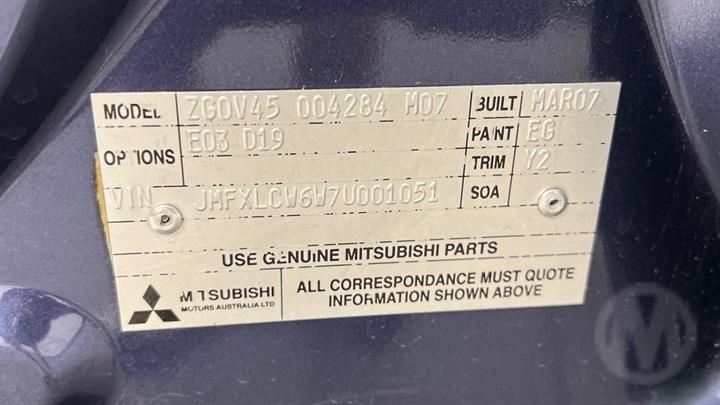 MODEL ZG0V45 004284 M07 BUILT MAR07
OPTIONS E03 D19 PAINT EG
TRIM Y2
VIN JMFXLCW6W7U001051 SOA
USE GENUINE MITSUBISHI PARTS
MITSUBISHI
MOTORS AUSTRALIA LTD
ALL CORRESPONDANCE MUST QUOTE
INFORMATION SHOWN ABOVE
M